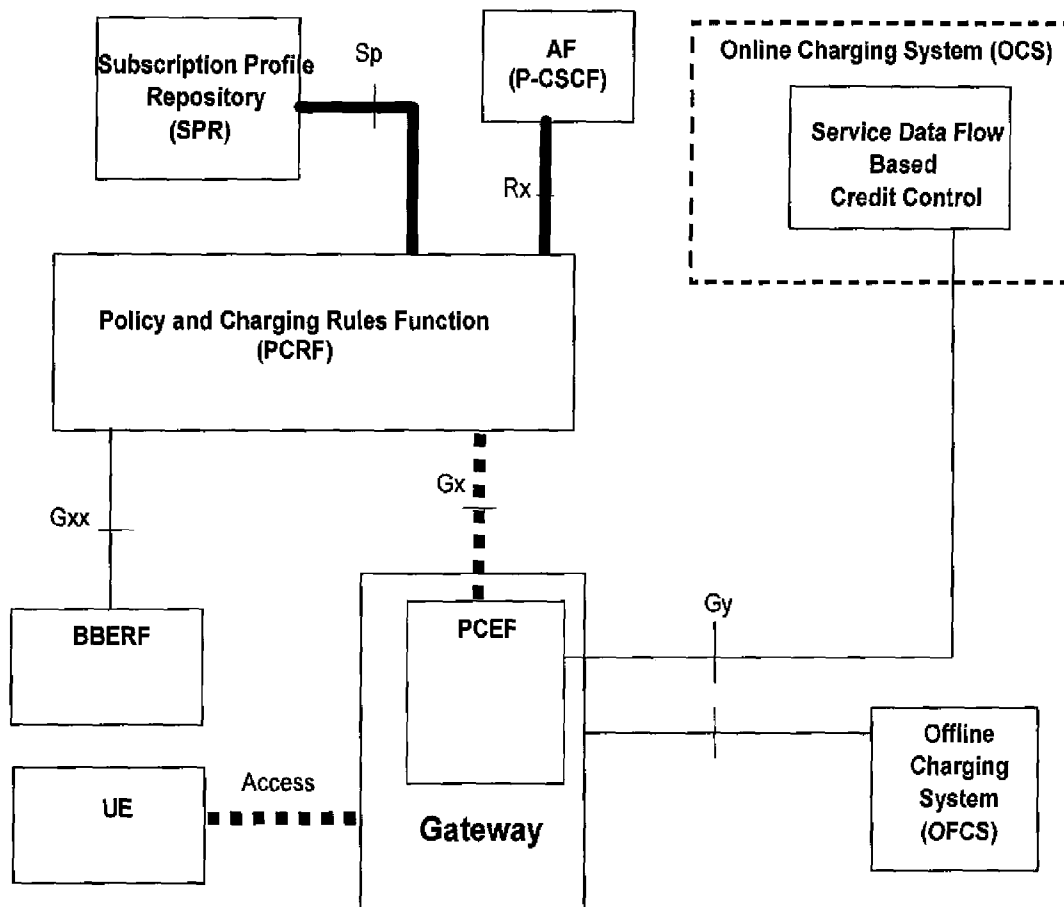 Subscription Profile
Repository
(SPR)
Sp
AF
(P-CSCF)
Rx
Online Charging System (OCS)
Service Data Flow
Based
Credit Control
Policy and Charging Rules Function
(PCRF)
Gxx
Gx
BBERF
PCEF
Gy
UE
Access
Gateway
Offline
Charging
System
(OFCS)